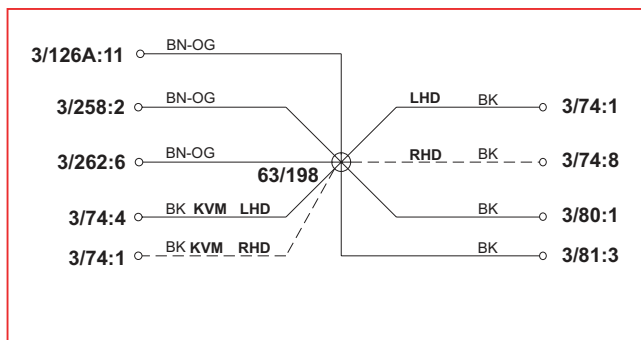 3/126A:11 BN-OG
3/258:2 BN-OG LHD BK 3/74:1
3/262:6 BN-OG RHD BK 3/74:8
63/198
3/74:4 BK KVM LHD BK 3/80:1
3/74:1 BK KVM RHD BK 3/81:3